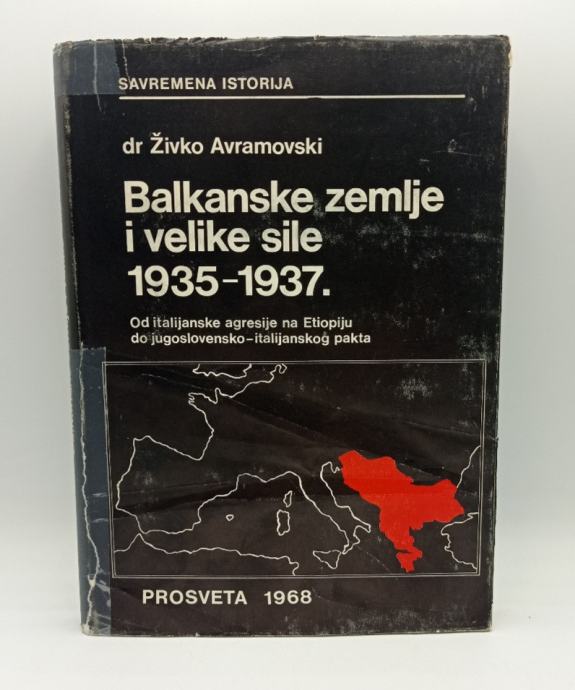 SAVREMENA ISTORIJA
dr Živko Avramovski
Balkanske zemlje
i velike sile
1935-1937.
Od italijanske agresije na Etiopiju
do jugoslovensko-italijanskog pakta
PROSVETA 1968